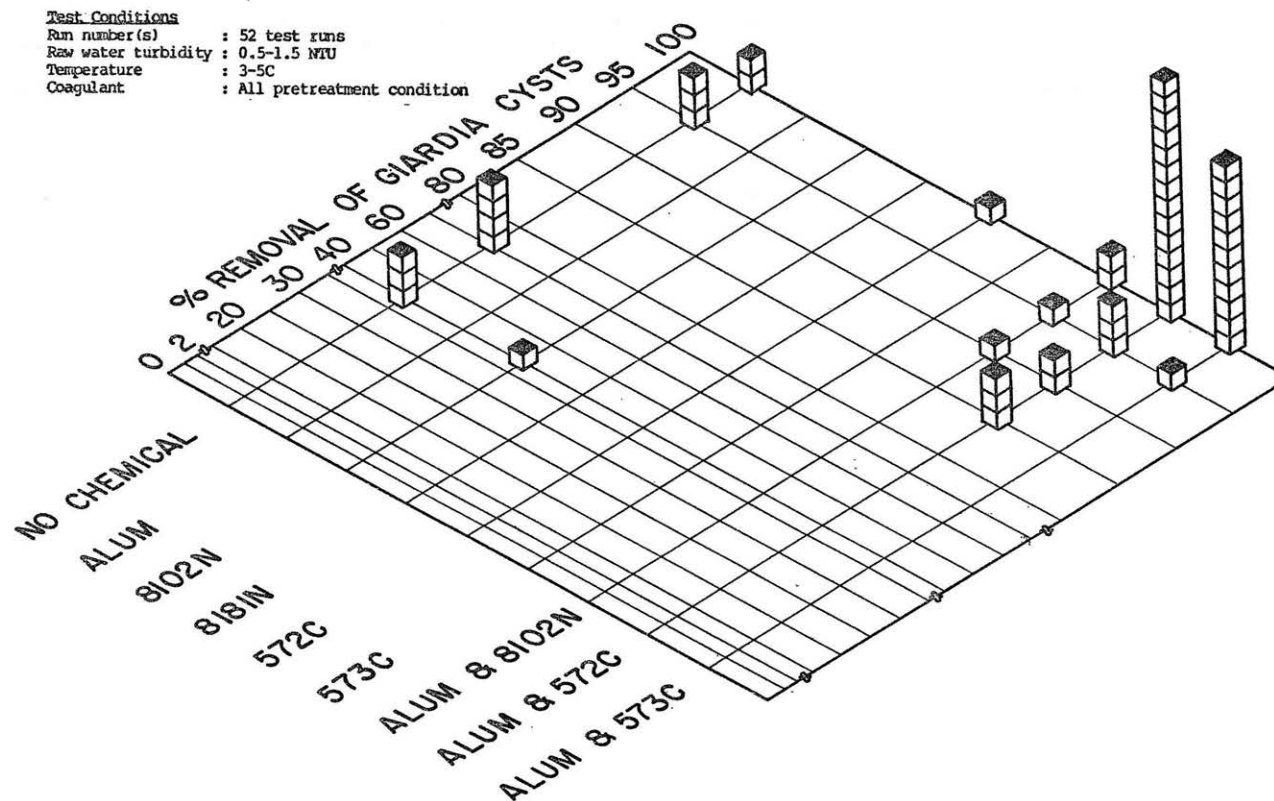 Test Conditions
Run number(s) : 52 test runs
Raw water turbidity : 0.5-1.5 NTU
Temperature : 3-5C
Coagulant : All pretreatment condition
% REMOVAL OF GIARDIA CYSTS
0 2 20 30 40 60 80 85 90 95 100
NO CHEMICAL
ALUM
8102N
8181N
572C
573C
ALUM & 8102N
ALUM & 572C
ALUM & 573C